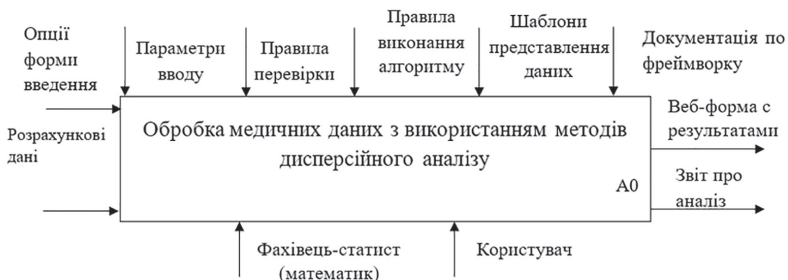 Опції
форми
введення
Параметри
вводу
Правила
перевірки
Правила
виконання
алгоритму
Шаблони
представлення
даних
Документація по
фреймворку
Розрахункові
дані
Обробка медичних даних з використанням методів
дисперсійного аналізу
А0
Веб-форма с
результатами
Звіт про
аналіз
Фахівець-статист
(математик)
Користувач